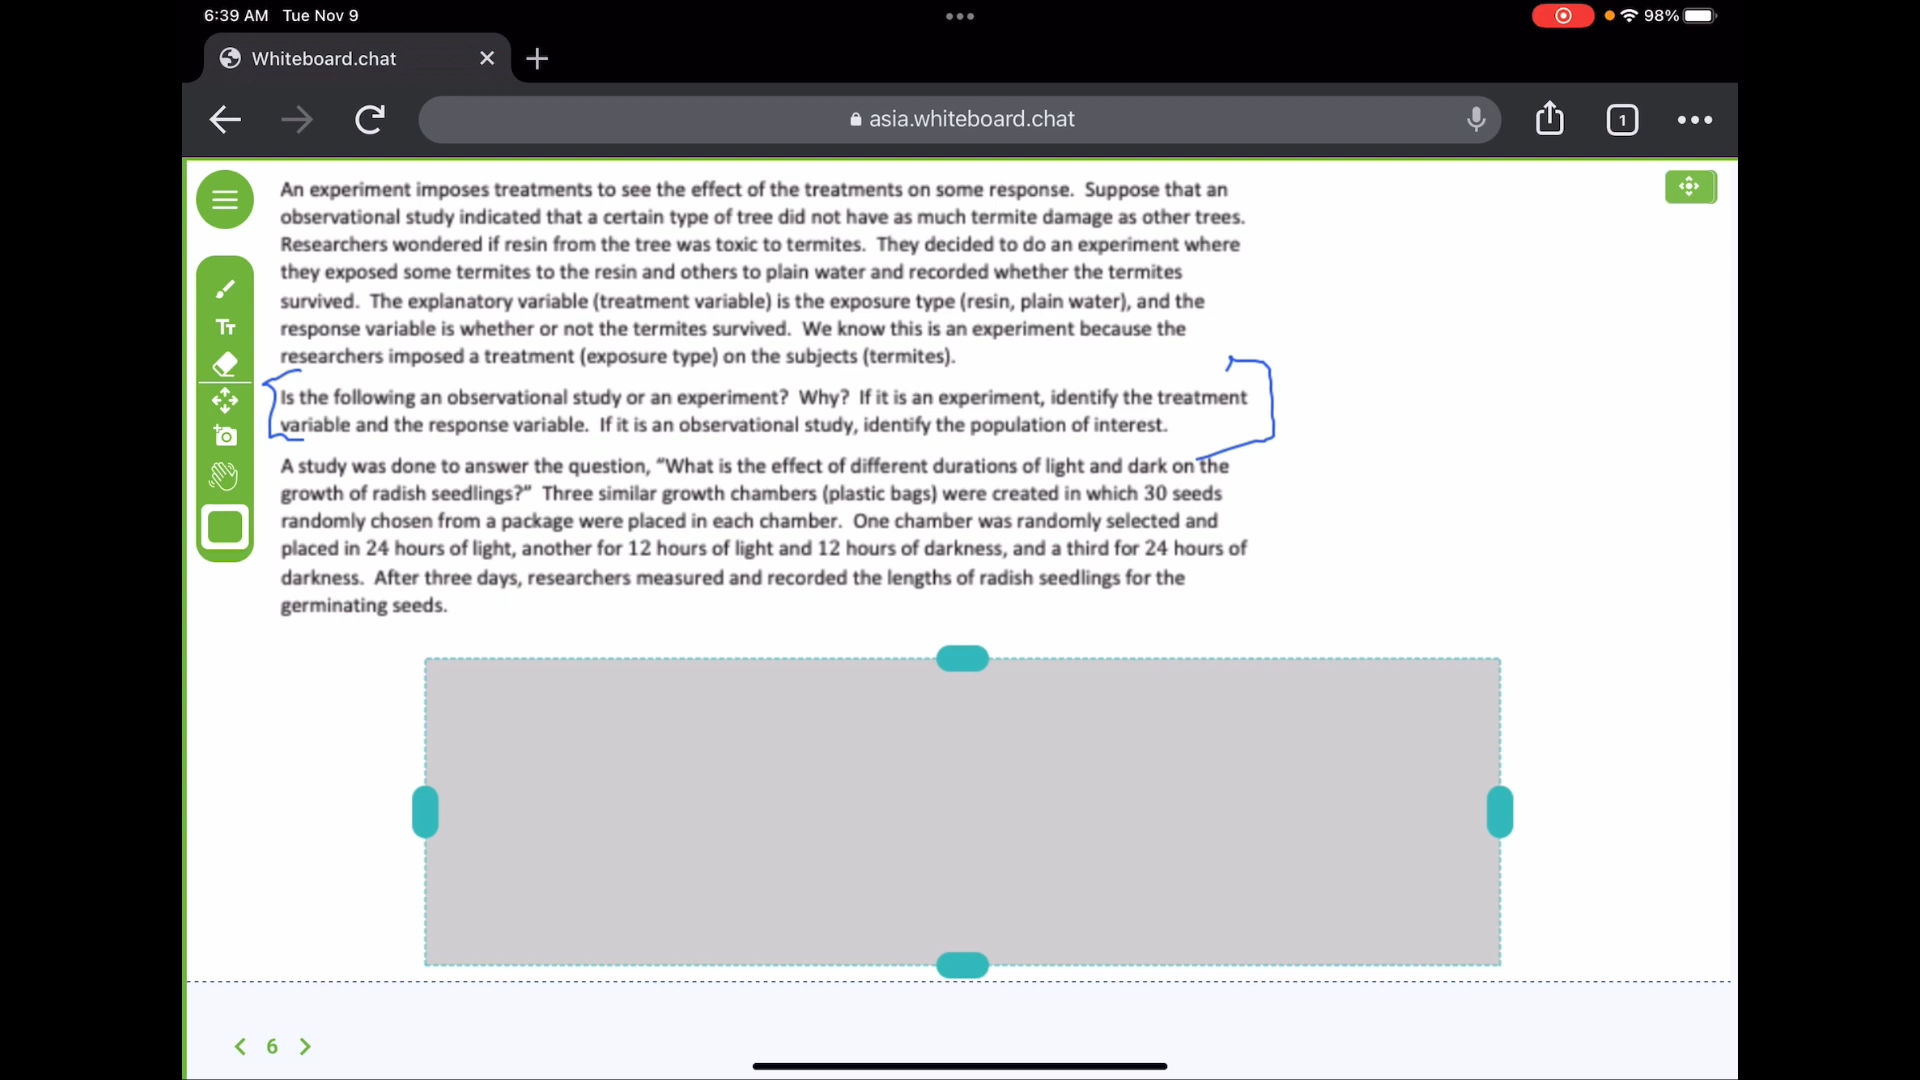 6:39 AM Tue Nov 9
98%
Whiteboard.chat
asia.whiteboard.chat
1
An experiment imposes treatments to see the effect of the treatments on some response. Suppose that an
observational study indicated that a certain type of tree did not have as much termite damage as other trees.
Researchers wondered if resin from the tree was toxic to termites. They decided to do an experiment where
they exposed some termites to the resin and others to plain water and recorded whether the termites
survived. The explanatory variable (treatment variable) is the exposure type (resin, plain water), and the
response variable is whether or not the termites survived. We know this is an experiment because the
researchers imposed a treatment (exposure type) on the subjects (termites).
Is the following an observational study or an experiment? Why? If it is an experiment, identify the treatment
variable and the response variable. If it is an observational study, identify the population of interest.
A study was done to answer the question, “What is the effect of different durations of light and dark on the
growth of radish seedlings?” Three similar growth chambers (plastic bags) were created in which 30 seeds
randomly chosen from a package were placed in each chamber. One chamber was randomly selected and
placed in 24 hours of light, another for 12 hours of light and 12 hours of darkness, and a third for 24 hours of
darkness. After three days, researchers measured and recorded the lengths of radish seedlings for the
germinating seeds.
Tт
6